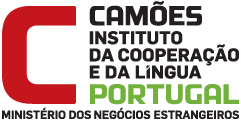 CAMÕES
INSTITUTO
DA COOPERAÇÃO
E DA LÍNGUA
PORTUGAL
MINISTÉRIO DOS NEGÓCIOS ESTRANGEIROS